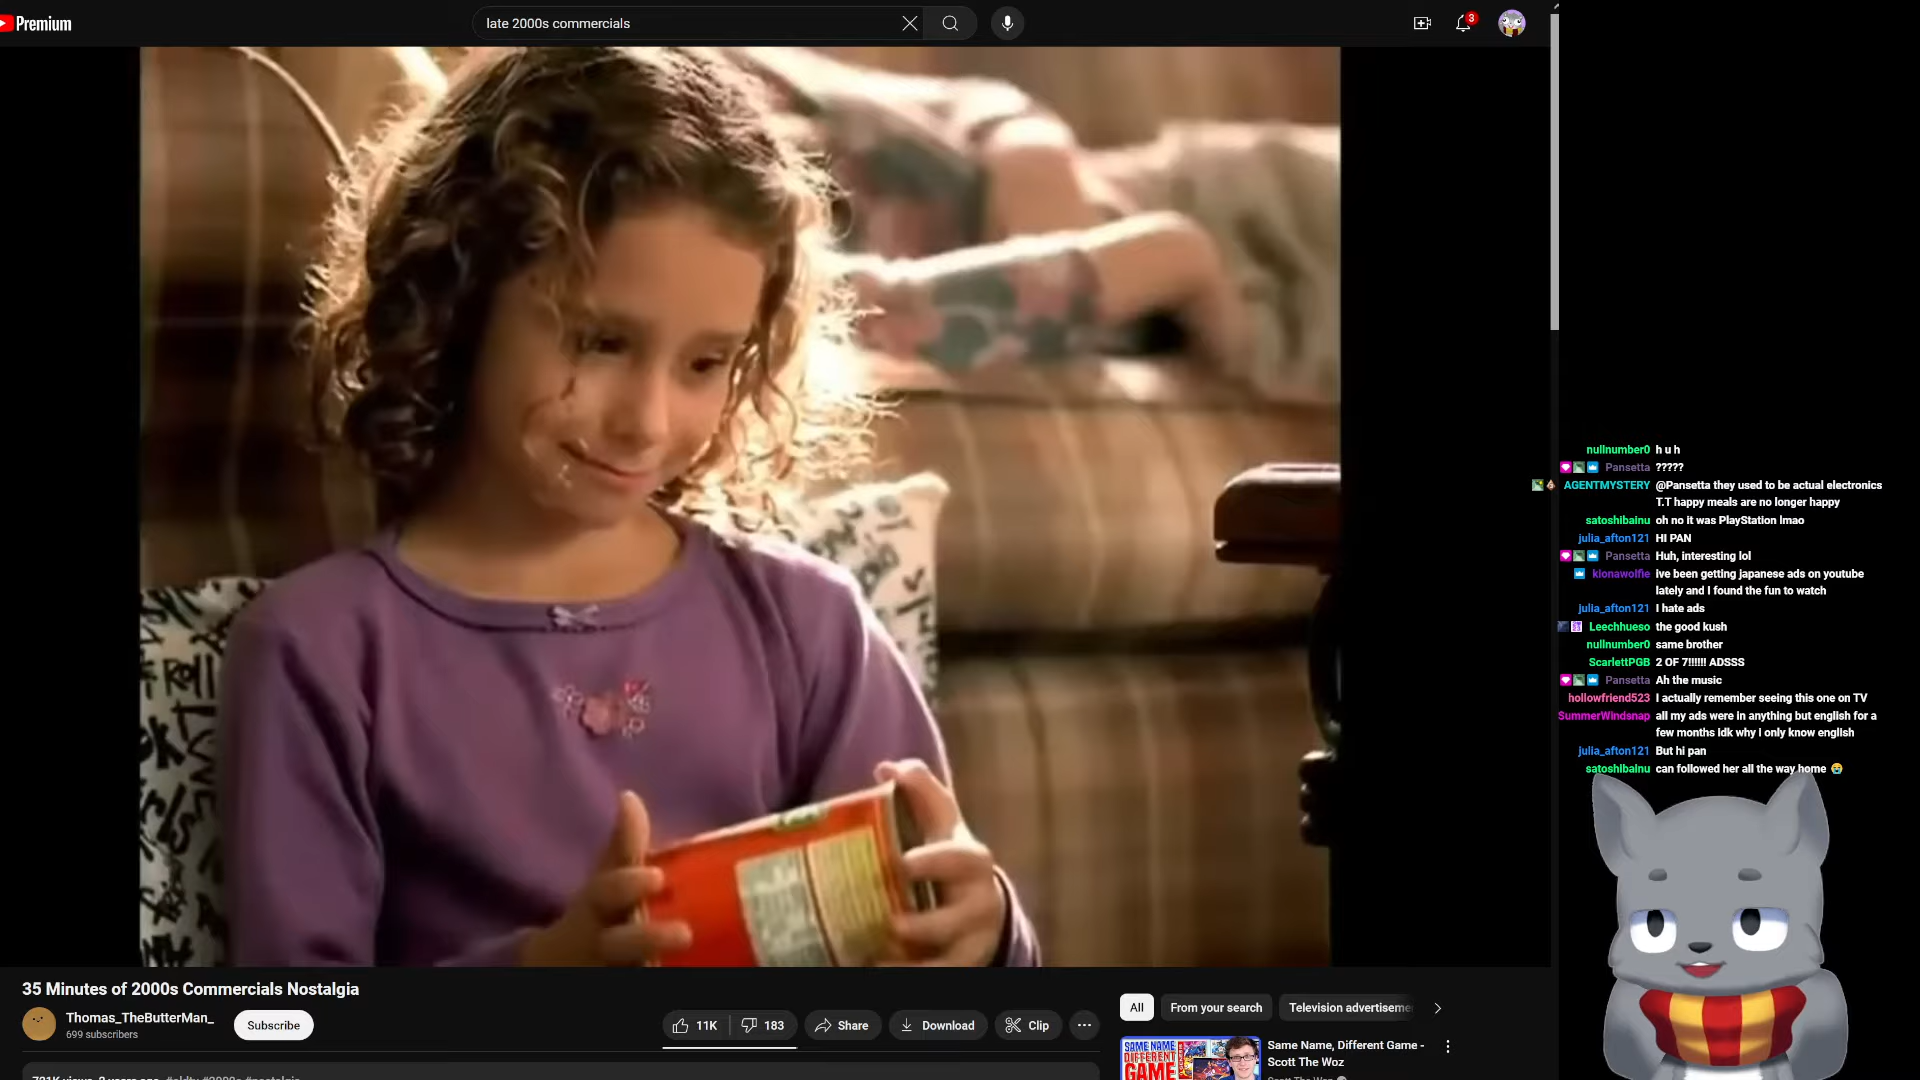 Premium
late 2000s commercials
3
nullnumber0 h u h
Pansetta ?????
AGENTMYSTERY @Pansetta they used to be actual electronics
T.T happy meals are no longer happy
satoshibainu oh no it was PlayStation lmao
julia_afton121 HI PAN
Pansetta Huh, interesting lol
kionawolfie Ive been getting japanese ads on youtube
lately and I found the fun to watch
julia_afton121 I hate ads
Leechhueso the good kush
nullnumber0 same brother
ScarlettPGB 2 OF 7!!!!!! ADSSS
Pansetta Ah the music
hollowfriend523 I actually remember seeing this one on TV
SummerWindsnap all my ads were in anything but english for a
few months idk why i only know english
julia_afton121 But hi pan
satoshibainu can followed her all the way home 😭
35 Minutes of 2000s Commercials Nostalgia
Thomas_TheButterMan_
699 subscribers
Subscribe
11K
183
Share
Download
Clip
All
From your search
Television advertiseme
SAME NAME
DIFFERENT
GAME
Same Name, Different Game -
Scott The Woz